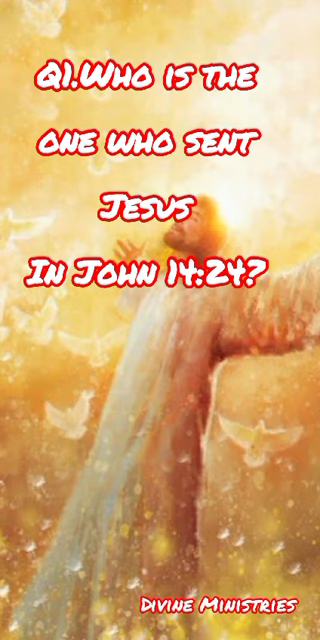 Q1.Who is the
one who sent
Jesus
In John 14:24?
Divine Ministries